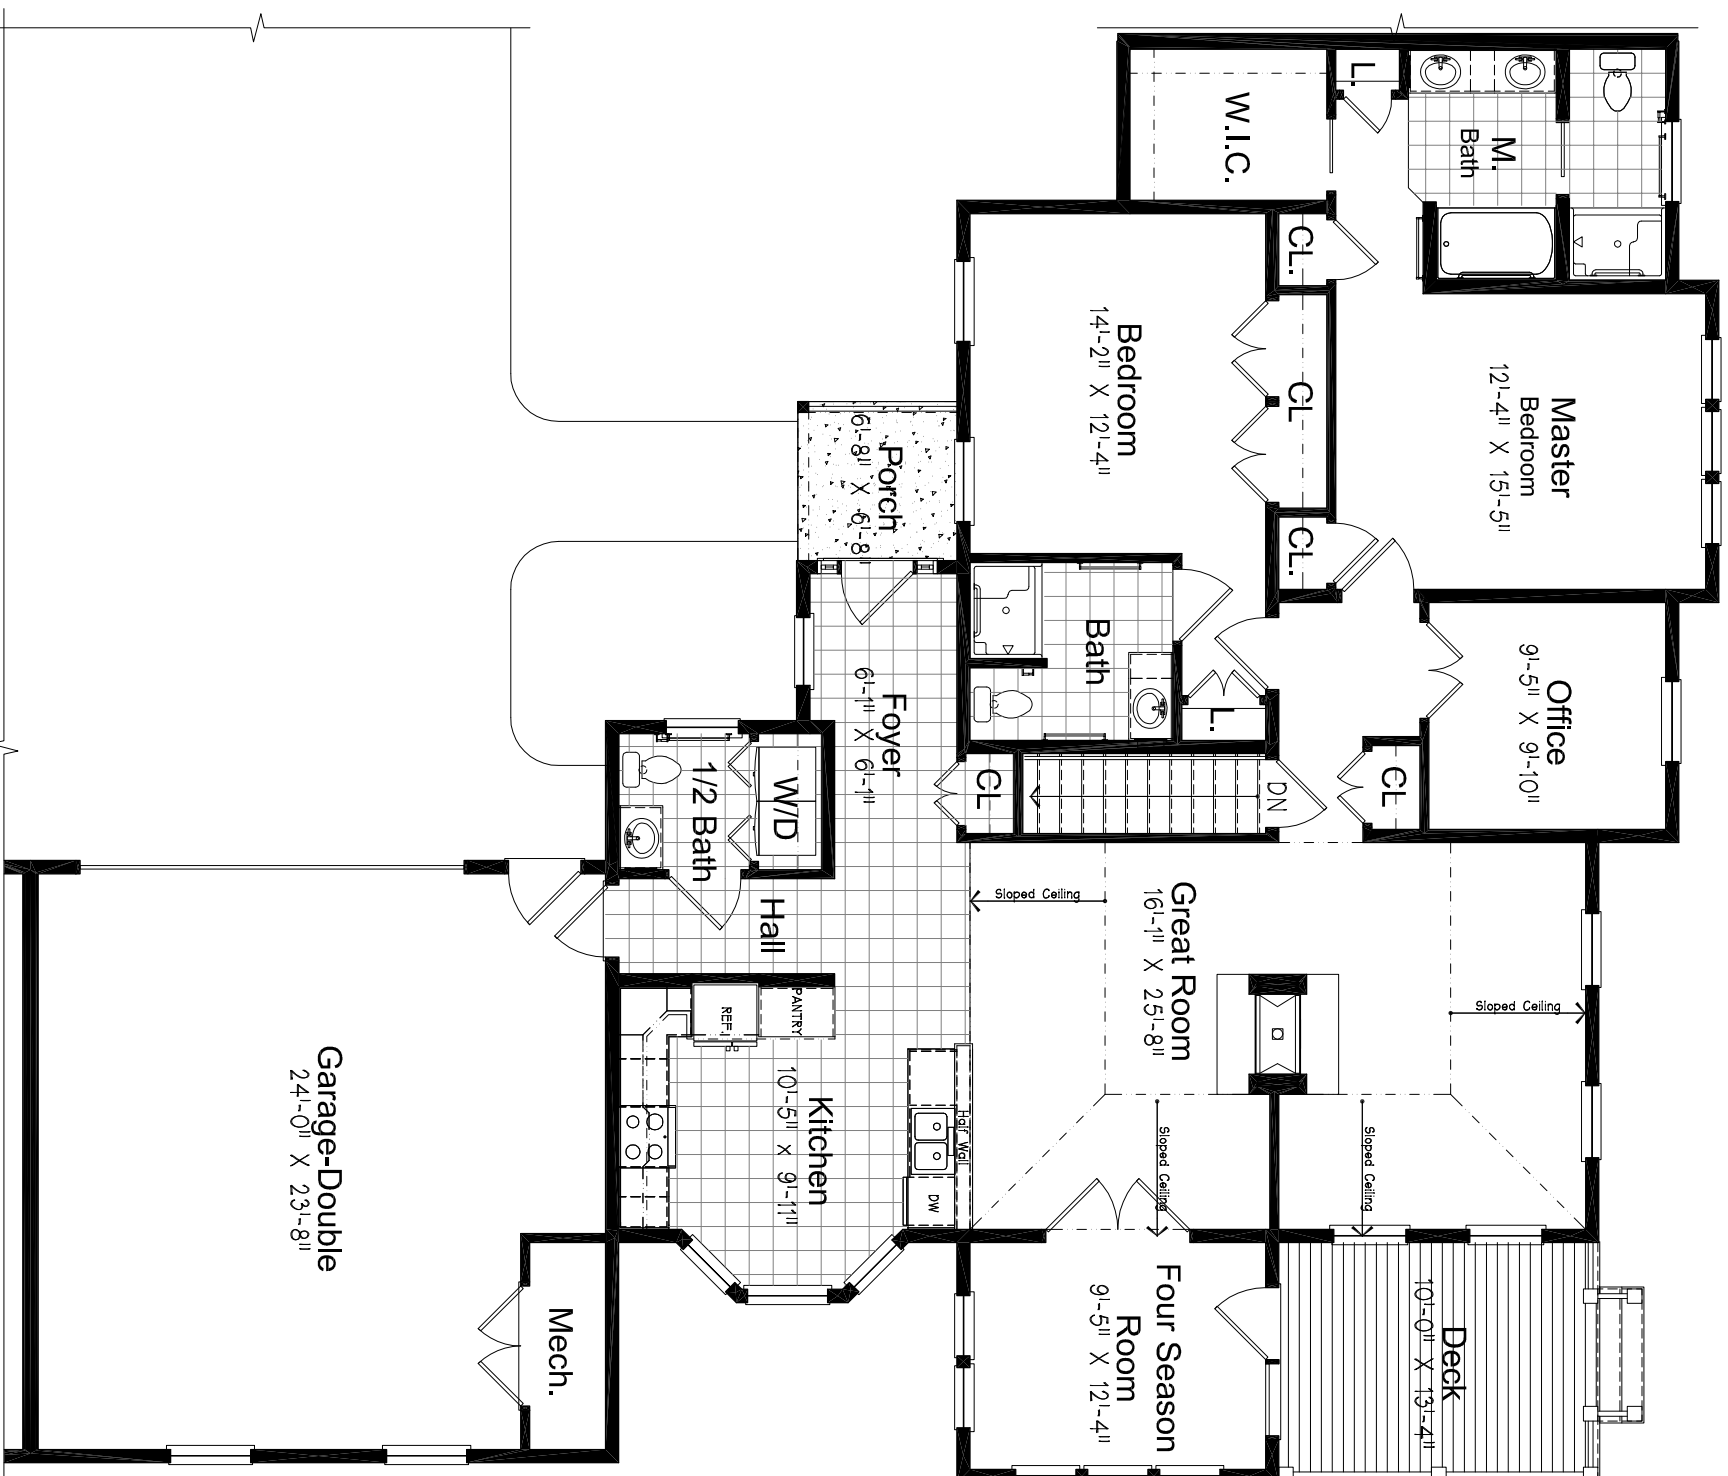 L.
W.I.C.
M.
Bath
CL.
CL
CL.
Bedroom
14'-2" X 12'-4"
Master
Bedroom
12'-4" X 15'-5"
Porch
6'-8" X 6'-8"
Bath
L.
Office
9'-5" X 9'-10"
Foyer
6'-1" X 6'-1"
CL
DN
CL
W/D
1/2 Bath
Hall
Sloped Ceiling
Great Room
16'-1" X 25'-8"
Sloped Ceiling
PANTRY
REF.
Kitchen
10'-5" x 9'-11"
Half Wall
DW
Sloped Ceiling
Sloped Ceiling
Garage-Double
24'-0" X 23'-8"
Mech.
Four Season
Room
9'-5" X 12'-4"
Deck
10'-0" X 13'-4"